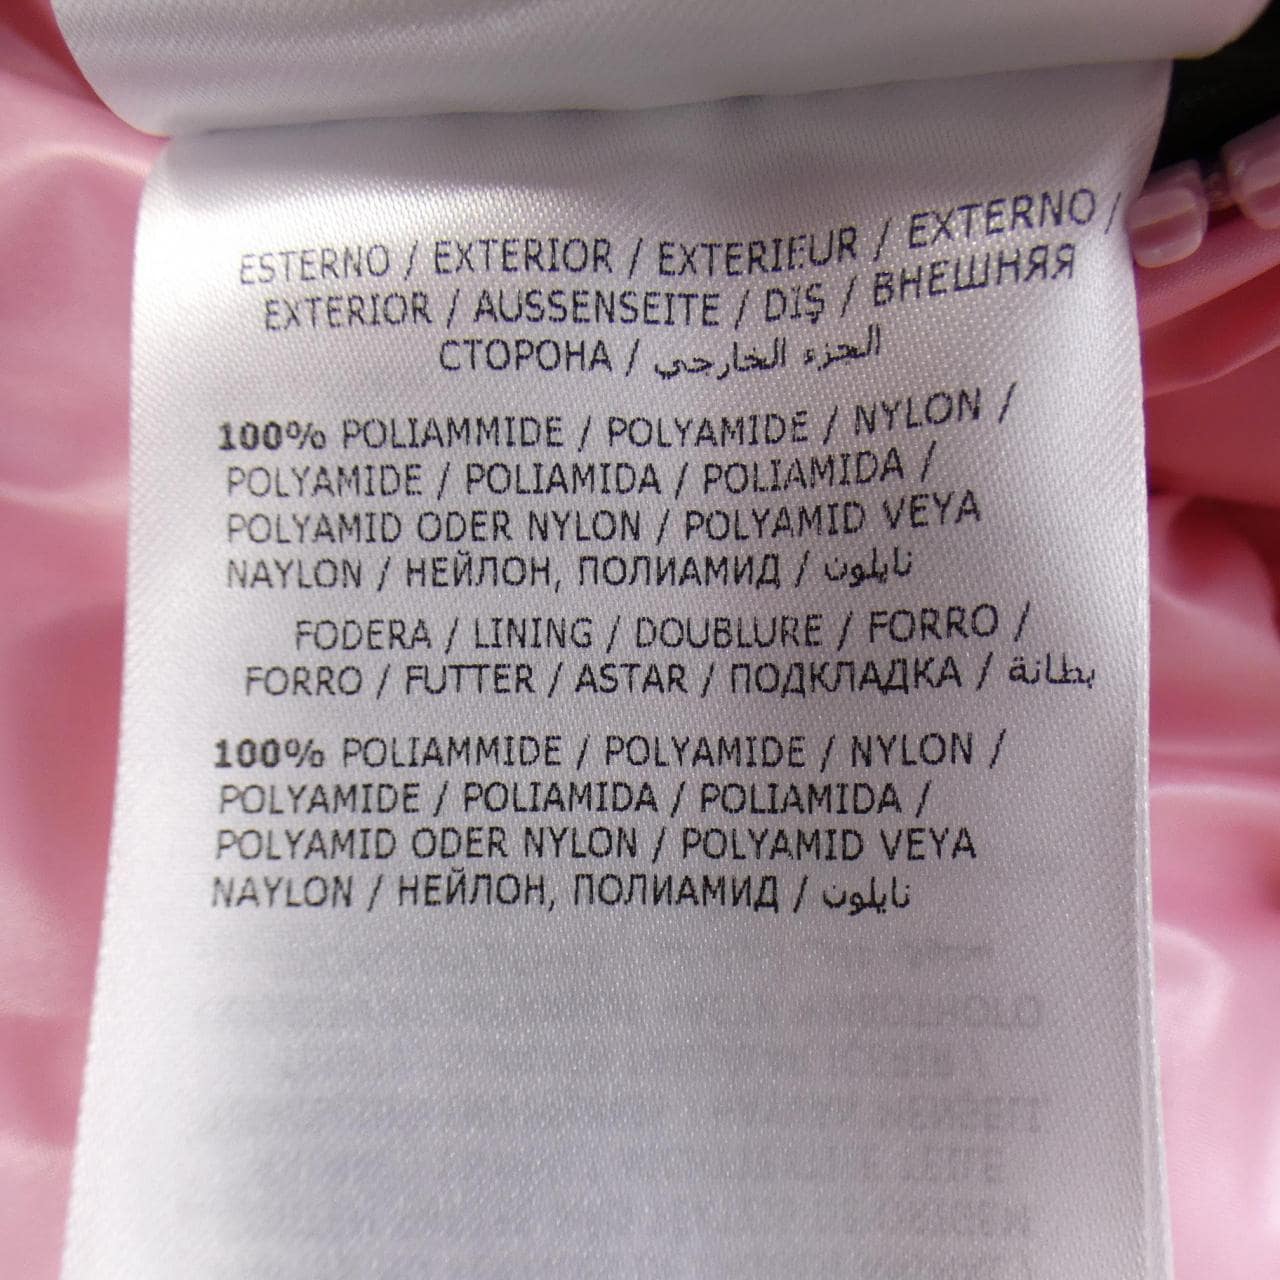 ESTERNO / EXTERIOR / EXTERIEUR / EXTERNO /
EXTERIOR / AUSSENSEITE / DIŞ / ВНЕШНЯЯ
СТОРОНА / الجزء الخارجي
100% POLIAMMIDE / POLYAMIDE / NYLON /
POLYAMIDE / POLIAMIDA / POLIAMIDA /
POLYAMID ODER NYLON / POLYAMID VEYA
NAYLON / НЕЙЛОН, ПОЛИАМИД / نايلون
FODERA / LINING / DOUBLURE / FORRO /
FORRO / FUTTER / ASTAR / ПОДКЛАДКА / بطانة
100% POLIAMMIDE / POLYAMIDE / NYLON /
POLYAMIDE / POLIAMIDA / POLIAMIDA /
POLYAMID ODER NYLON / POLYAMID VEYA
NAYLON / НЕЙЛОН, ПОЛИАМИД / نايلون